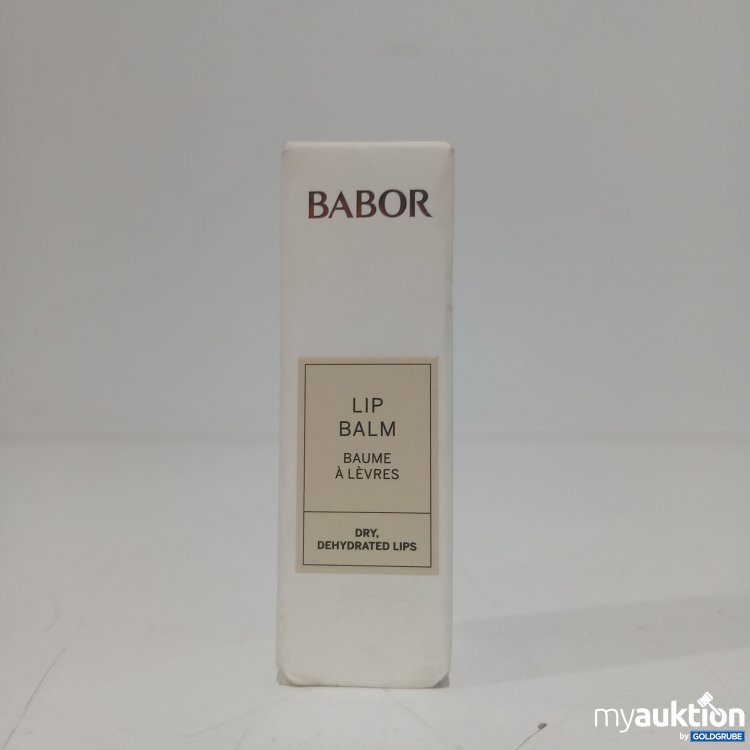 BABOR
LIP
BALM
BAUME
À LÈVRES
DRY,
DEHYDRATED LIPS
myauktion
by GOLDGRUBE